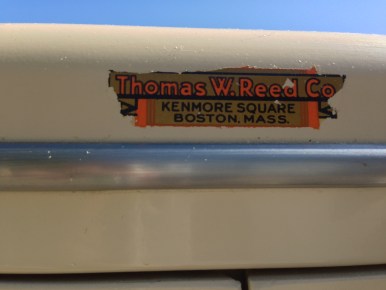 Thomas W. Reed Co
KENMORE SQUARE
BOSTON, MASS.